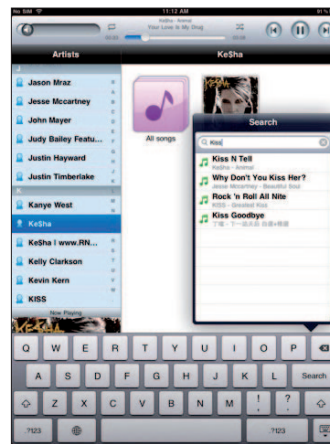 No SIM 11:12 AM 91%
Ke$ha - Animal
Your Love Is My Drug
Artists
Ke$ha
J
Jason Mraz
Jesse Mccartney
John Mayer
Judy Bailey Featu...
Justin Hayward
Justin Timberlake
K
Kanye West
Ke$ha
Ke$ha l www.RN...
Kelly Clarkson
Kevin Kern
KISS
Now Playing
All songs
Search
Kiss
Kiss N Tell
Ke$ha - Animal
Why Don't You Kiss Her?
Jesse Mccartney - Beautiful Soul
Rock 'n Roll All Nite
KISS - Greatest Kiss
Kiss Goodbye
Q W E R T Y U I O P
A S D F G H J K L Search
Z X C V B N M ! , ? .
.?123 .?123